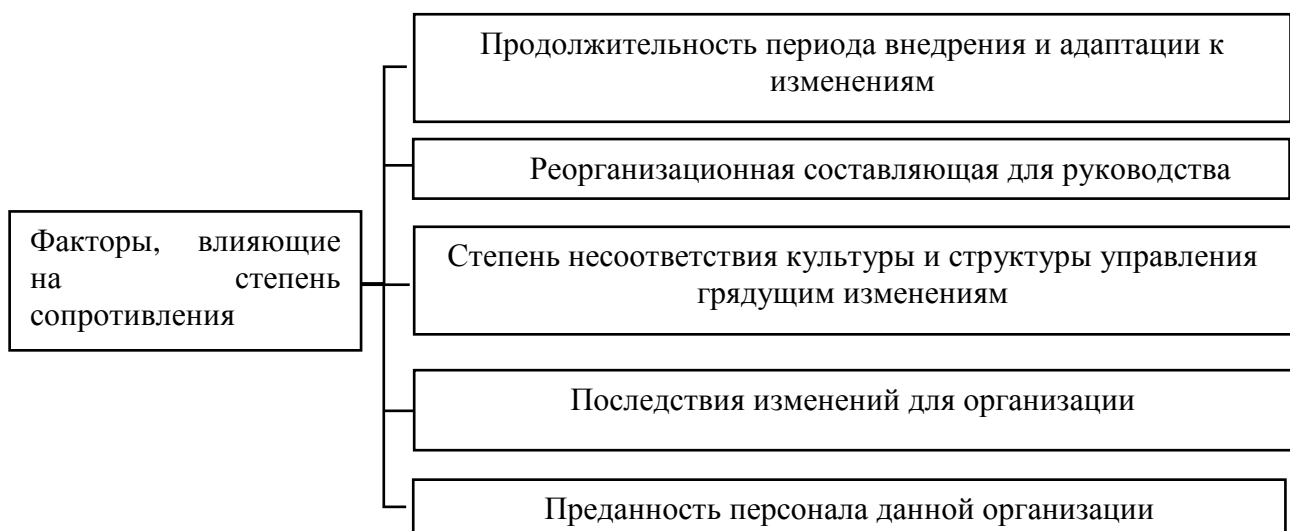 Факторы, влияющие
на степень
сопротивления
Продолжительность периода внедрения и адаптации к
изменениям
Реорганизационная составляющая для руководства
Степень несоответствия культуры и структуры управления
грядущим изменениям
Последствия изменений для организации
Преданность персонала данной организации